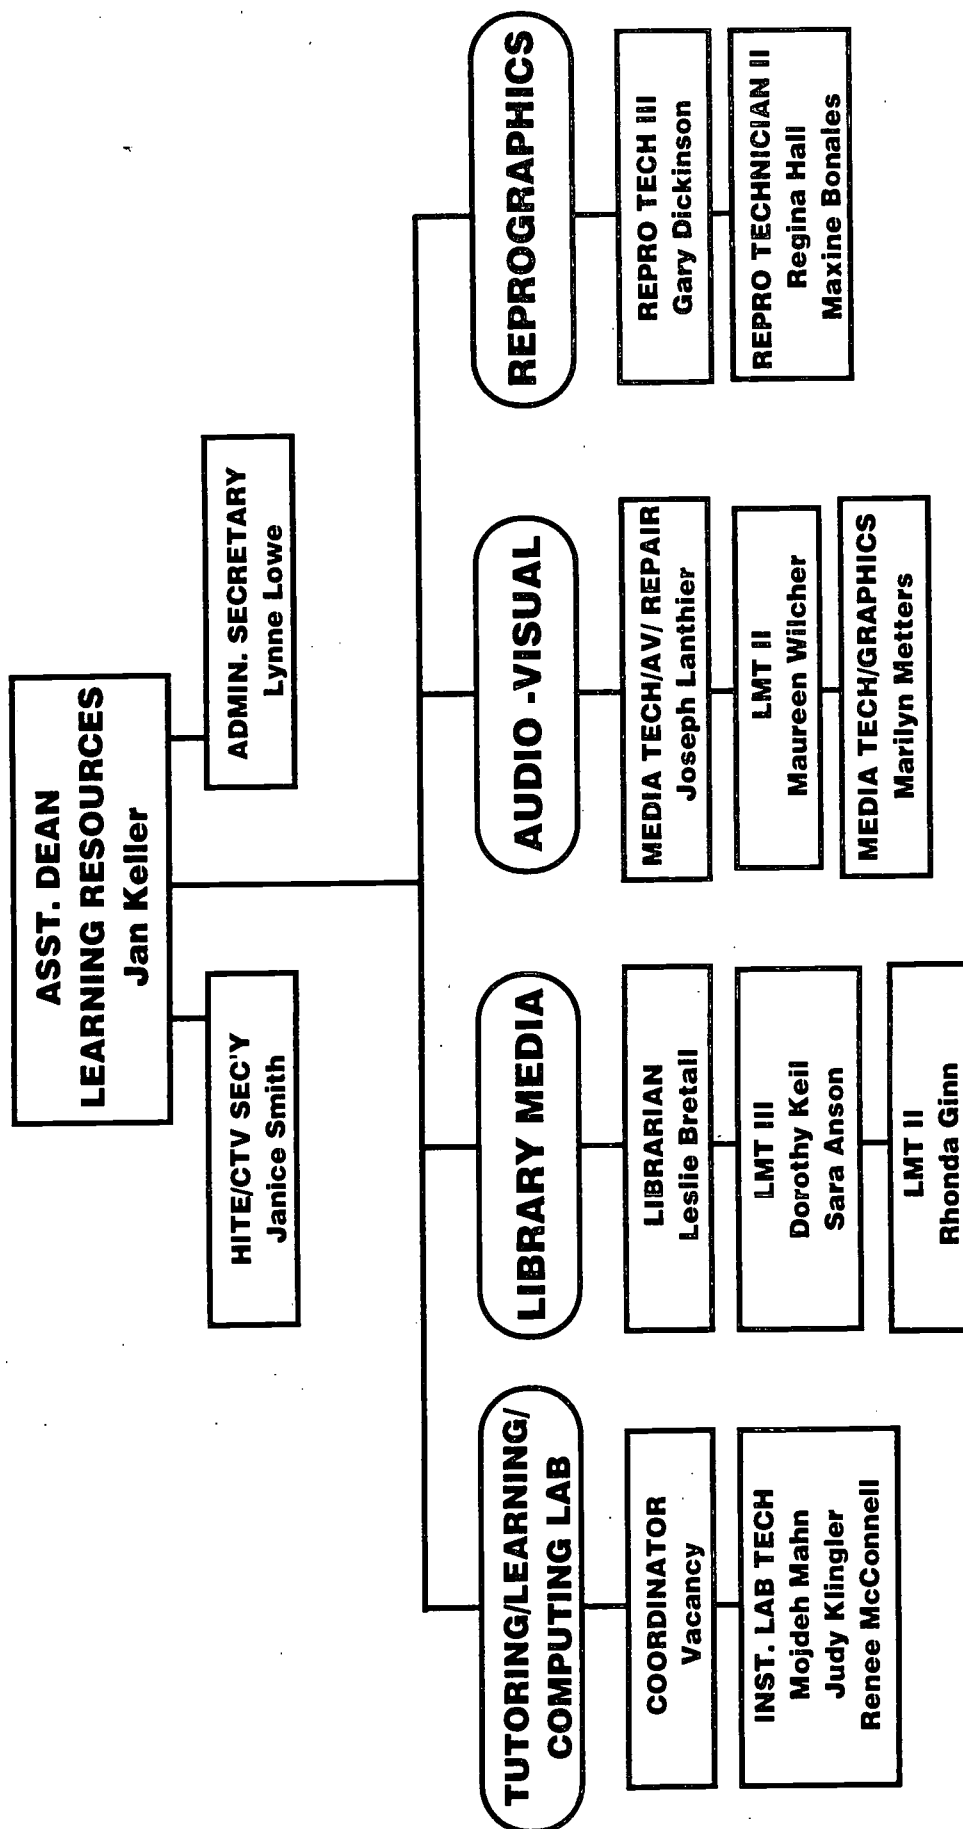 ASST. DEAN
LEARNING RESOURCES
Jan Keller
HITE/CTV SEC'Y
Janice Smith
ADMIN. SECRETARY
Lynne Lowe
TUTORING/LEARNING/
COMPUTING LAB
COORDINATOR
Vacancy
INST. LAB TECH
Mojdeh Mahn
Judy Klingler
Renee McConnell
LIBRARY MEDIA
LIBRARIAN
Leslie Bretall
LMT III
Dorothy Keil
Sara Anson
LMT II
Rhonda Ginn
AUDIO -VISUAL
MEDIA TECH/AV/ REPAIR
Joseph Lanthier
LMT II
Maureen Wilcher
MEDIA TECH/GRAPHICS
Marilyn Metters
REPROGRAPHICS
REPRO TECH III
Gary Dickinson
REPRO TECHNICIAN II
Regina Hall
Maxine Bonales